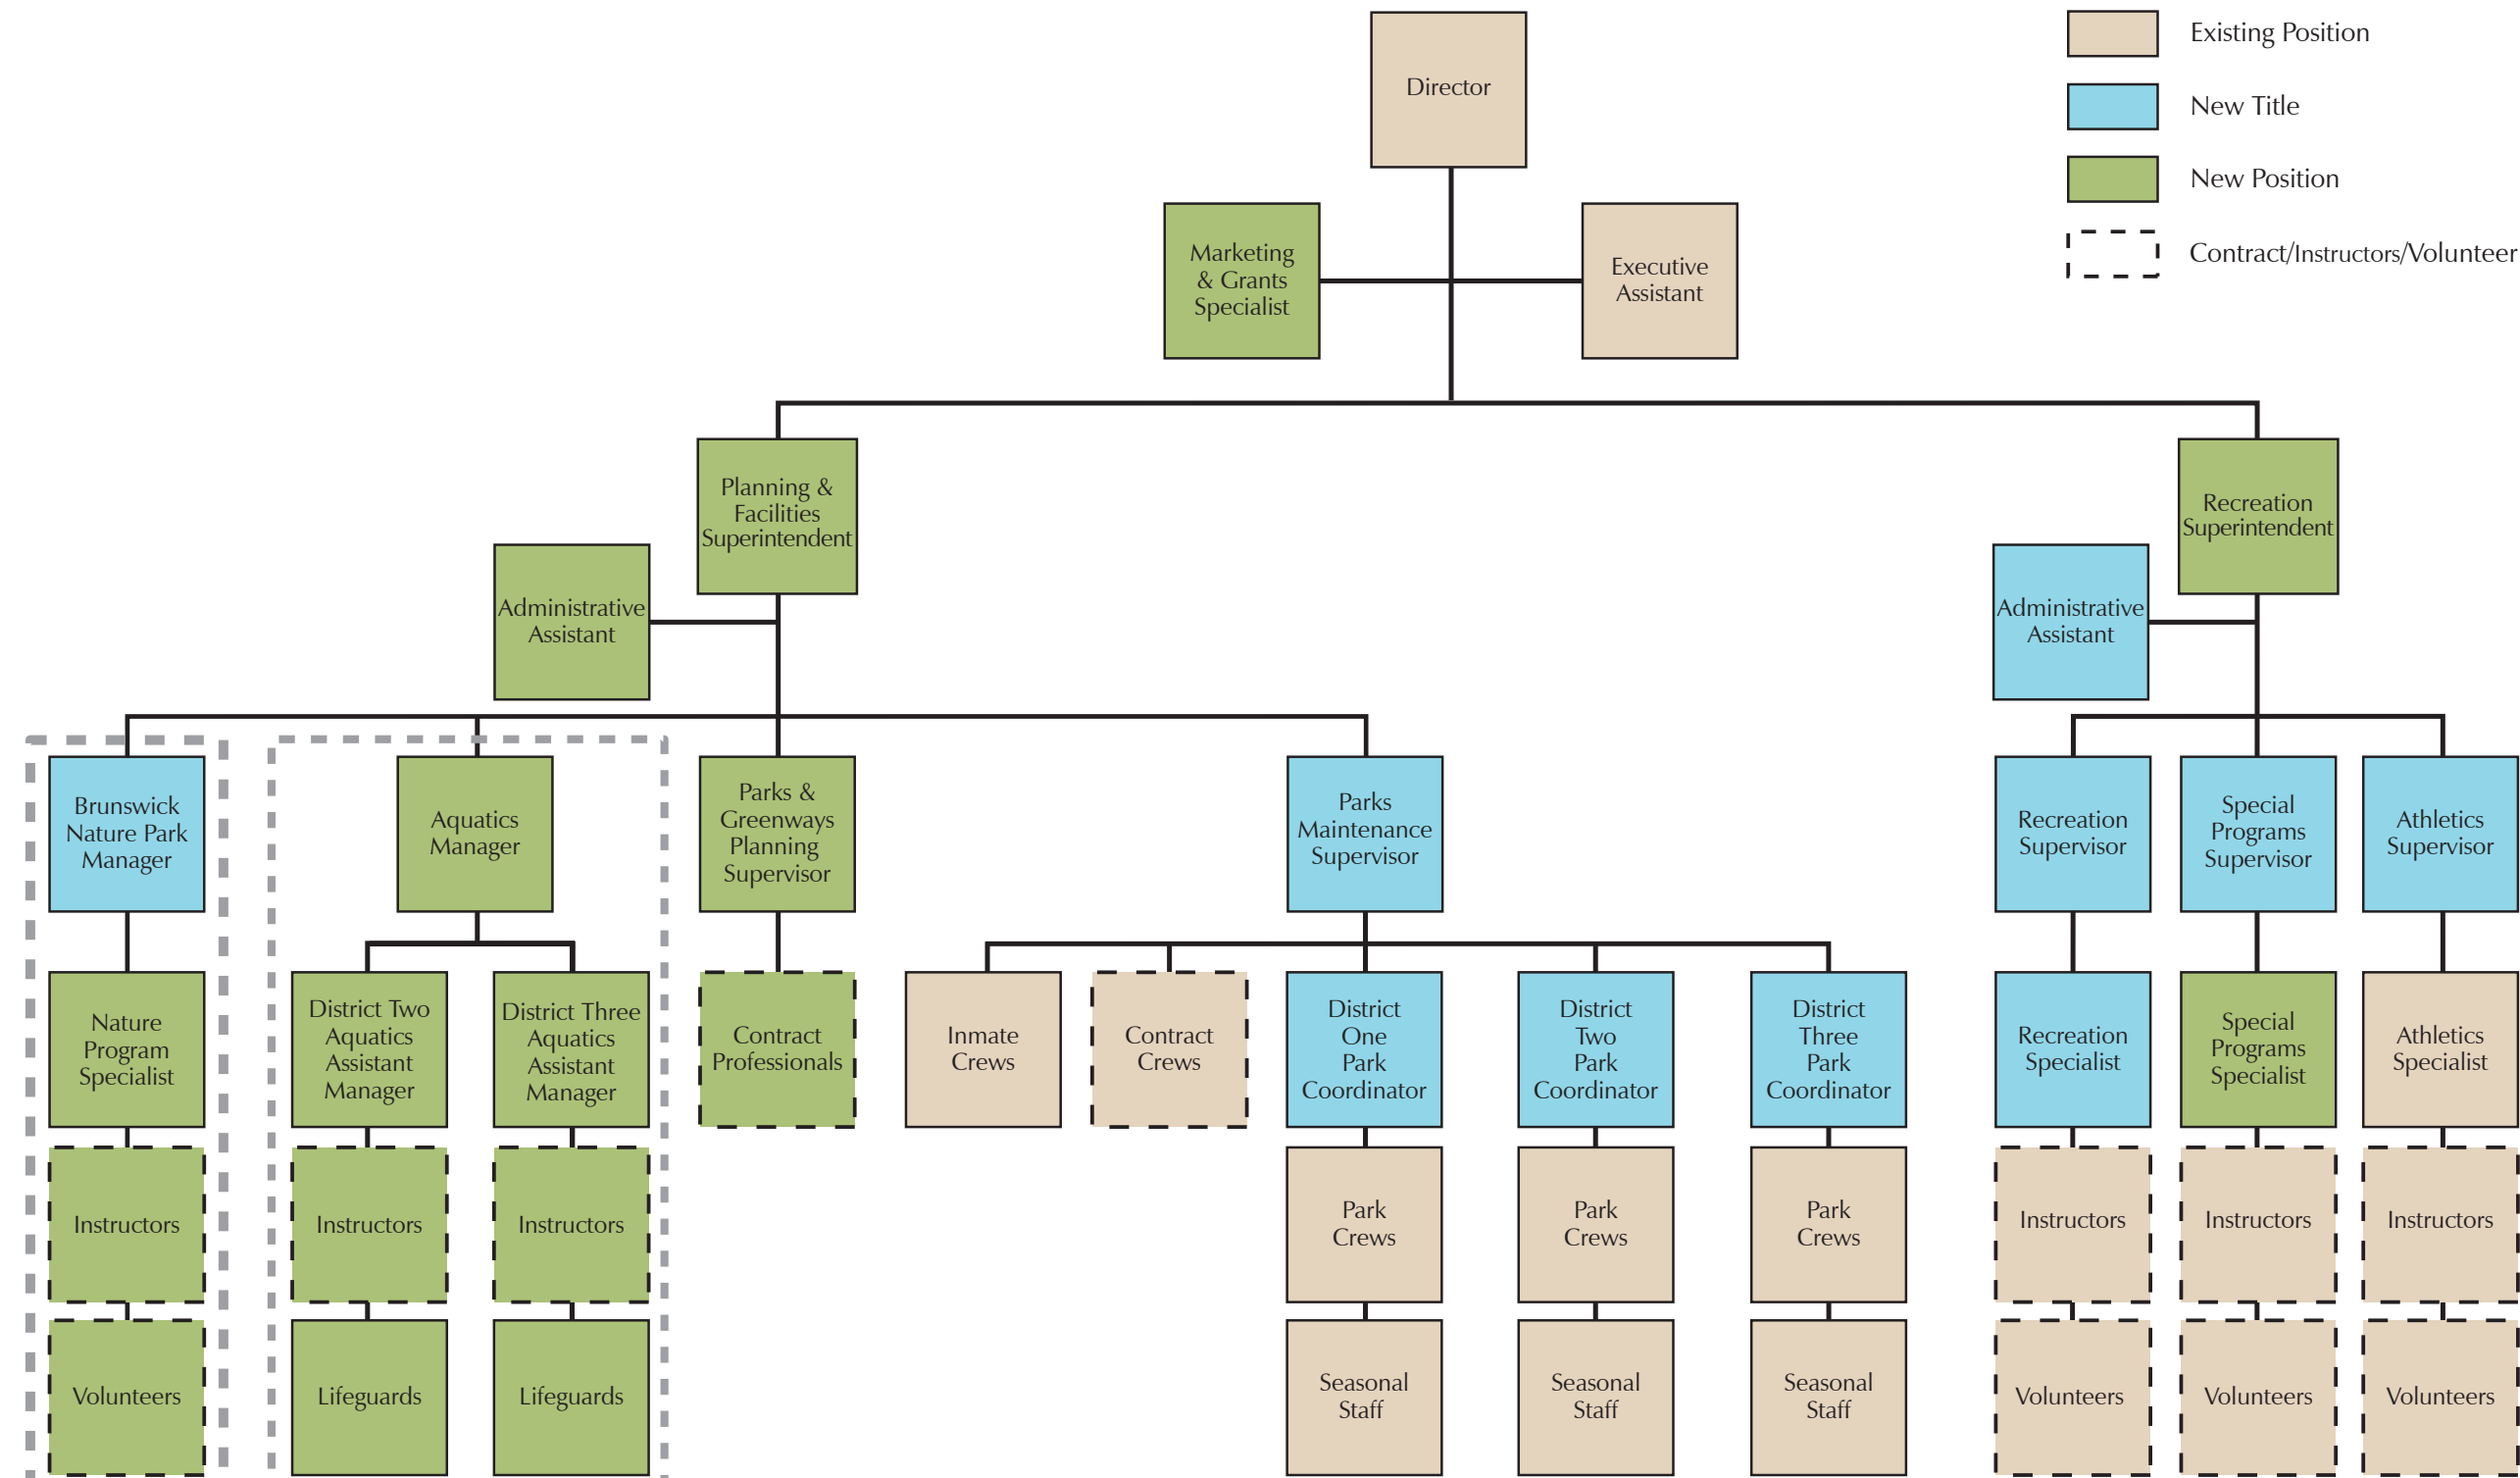 Director
Existing Position
New Title
New Position
Contract/Instructors/Volunteer
Marketing
& Grants
Specialist
Executive
Assistant
Planning &
Facilities
Superintendent
Recreation
Superintendent
Administrative
Assistant
Administrative
Assistant
Brunswick
Nature Park
Manager
Aquatics
Manager
Parks &
Greenways
Planning
Supervisor
Parks
Maintenance
Supervisor
Recreation
Supervisor
Special
Programs
Supervisor
Athletics
Supervisor
Nature
Program
Specialist
District Two
Aquatics
Assistant
Manager
District Three
Aquatics
Assistant
Manager
Contract
Professionals
Inmate
Crews
Contract
Crews
District
One
Park
Coordinator
District
Two
Park
Coordinator
District
Three
Park
Coordinator
Recreation
Specialist
Special
Programs
Specialist
Athletics
Specialist
Instructors
Instructors
Instructors
Park
Crews
Park
Crews
Park
Crews
Instructors
Instructors
Instructors
Volunteers
Lifeguards
Lifeguards
Seasonal
Staff
Seasonal
Staff
Seasonal
Staff
Volunteers
Volunteers
Volunteers